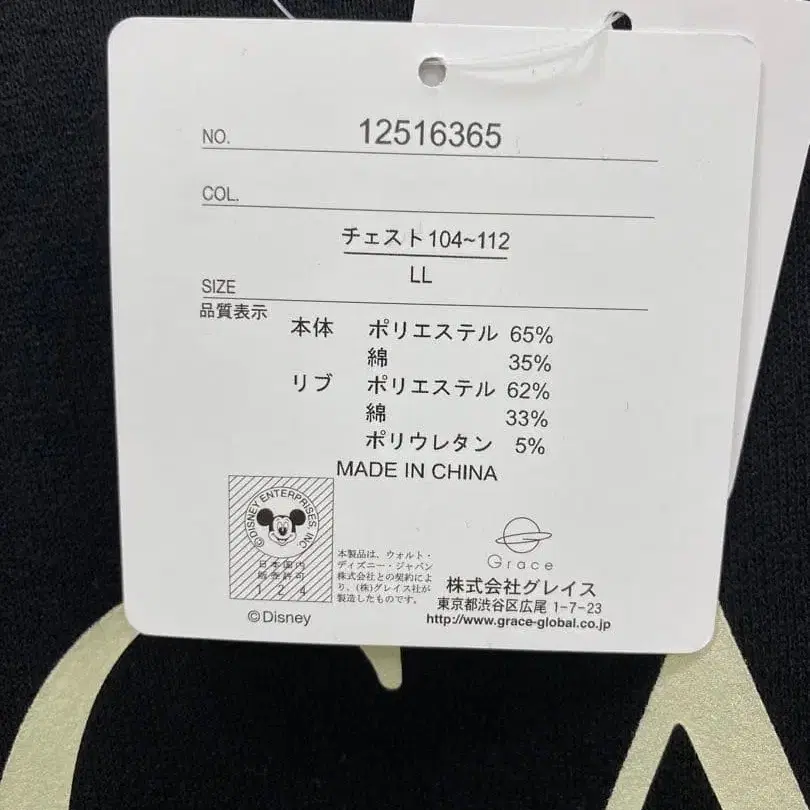 NO. 12516365
COL.
チェスト104~112
SIZE LL
品質表示
本体 ポリエステル 65%
綿 35%
リブ ポリエステル 62%
綿 33%
ポリウレタン 5%
MADE IN CHINA
©DISNEY ENTERPRISES, INC
日本国内
販売許可
124
©Disney
本製品は、ウォルト・
ディズニー・ジャパン
株式会社との契約によ
り、(株)グレイス社が
製造したものです。
Grace
株式会社グレイス
東京都渋谷区広尾 1-7-23
http://www.grace-global.co.jp